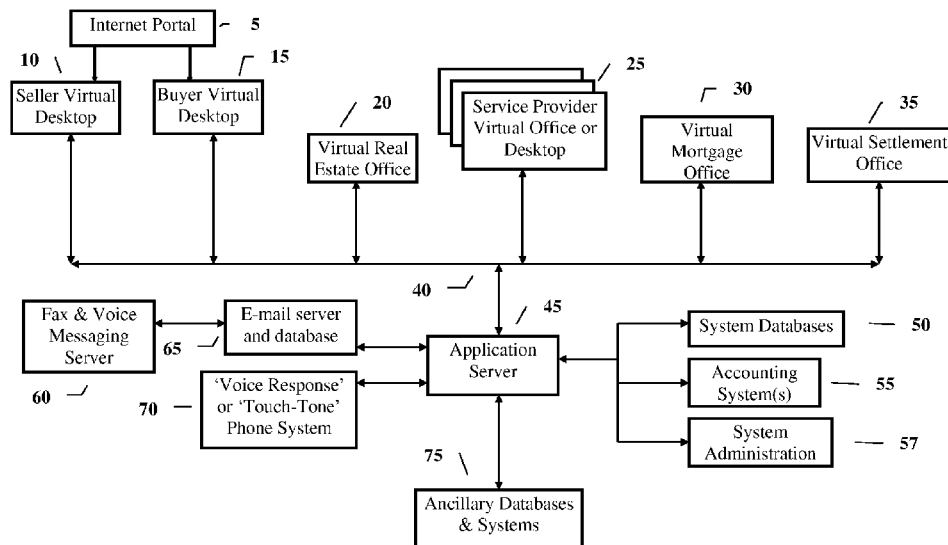 Internet Portal
5
10
Seller Virtual
Desktop
15
Buyer Virtual
Desktop
20
Virtual Real
Estate Office
25
Service Provider
Virtual Office or
Desktop
30
Virtual
Mortgage
Office
35
Virtual Settlement
Office
40
45
Application
Server
Fax & Voice
Messaging
Server
60
E-mail server
and database
65
70
'Voice Response'
or 'Touch-Tone'
Phone System
System Databases
50
Accounting
System(s)
55
System
Administration
57
75
Ancillary Databases
& Systems